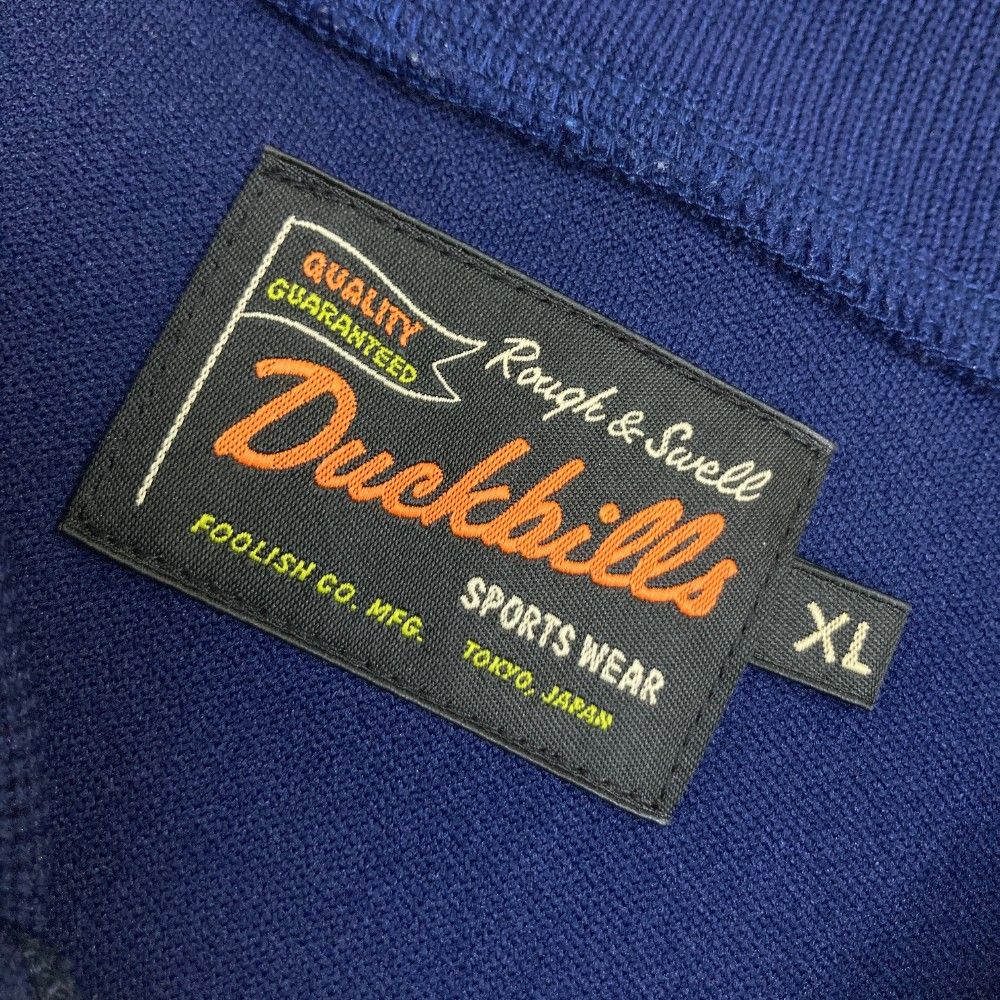 QUALITY
GUARANTEED
Rough & Swell
Duckbills
SPORTS WEAR
FOOLISH CO. MFG. TOKYO, JAPAN
XL